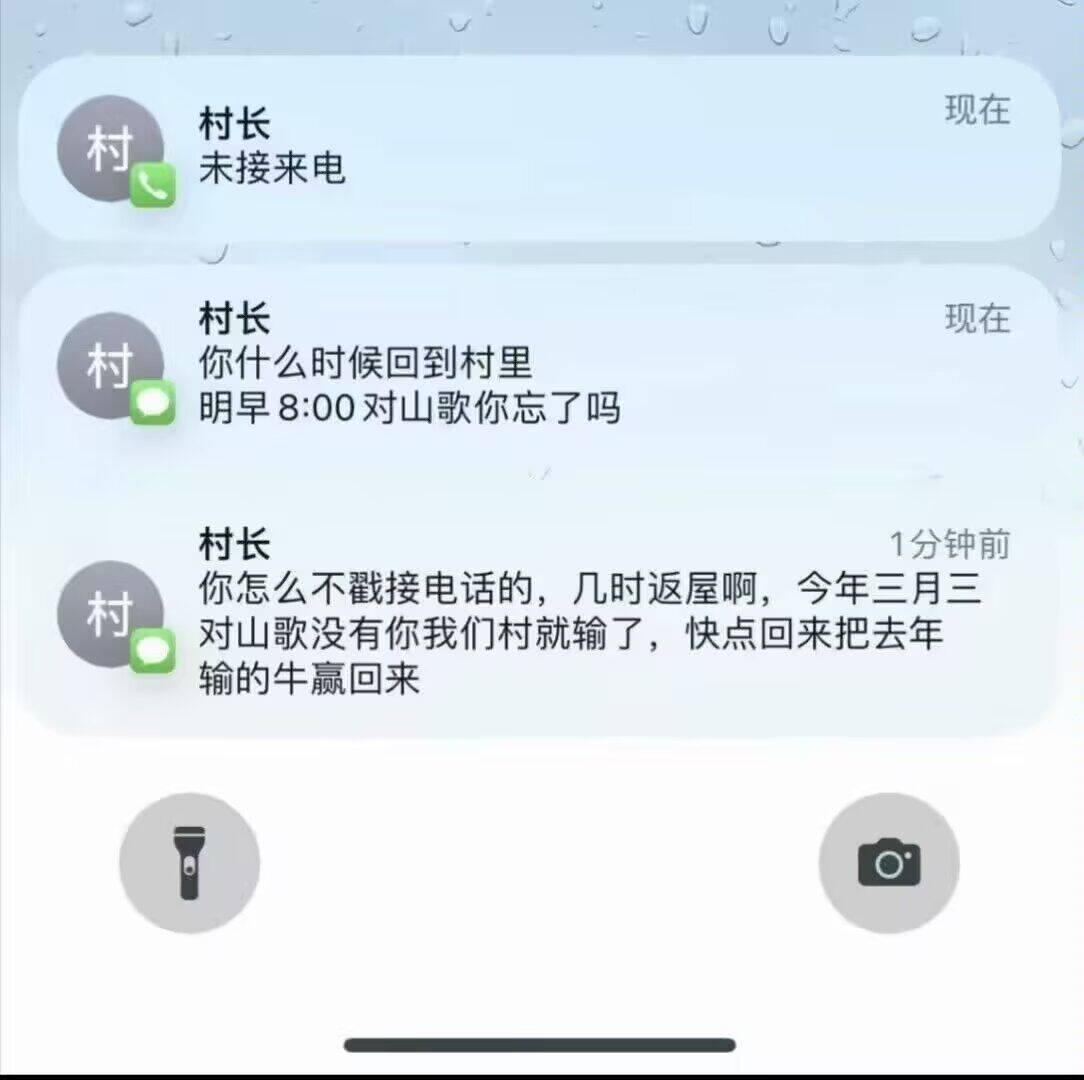 村
村长
未接来电
现在
村
村长
你什么时候回到村里
明早8:00对山歌你忘了吗
现在
村
村长
1分钟前
你怎么不戳接电话的，几时返屋啊，今年三月三
对山歌没有你我们村就输了，快点回来把去年
输的牛赢回来